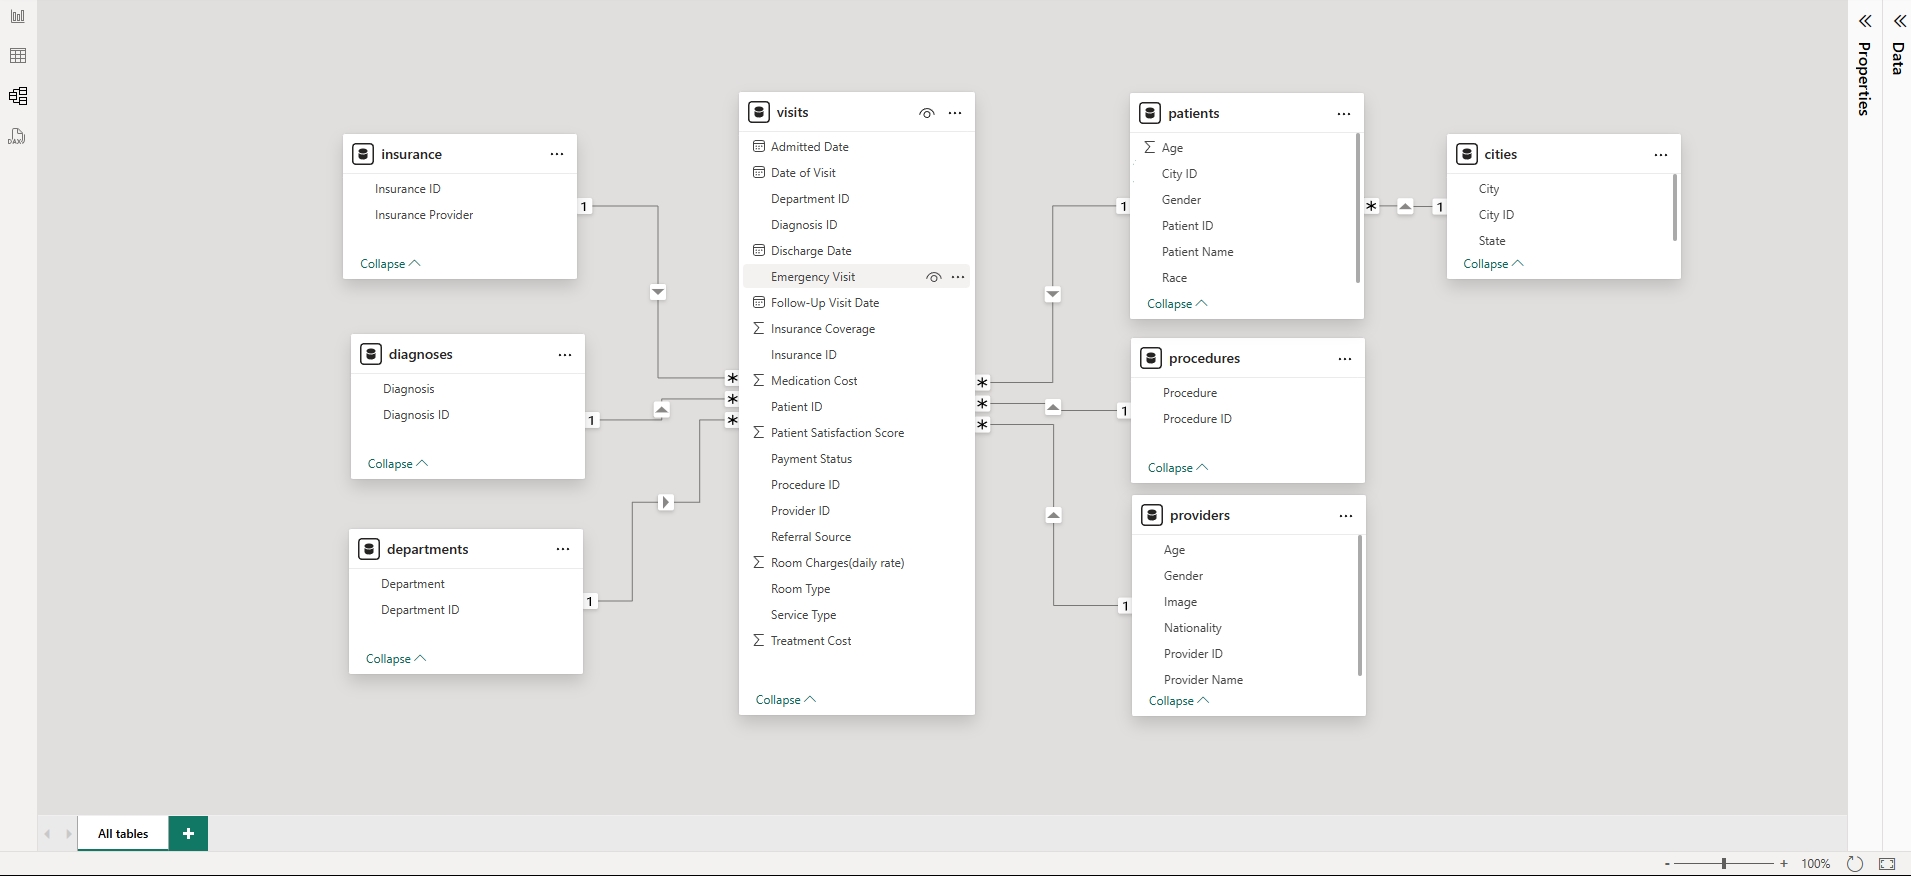 insurance
Insurance ID
Insurance Provider
Collapse
1
diagnoses
Diagnosis
Diagnosis ID
Collapse
1
departments
Department
Department ID
Collapse
1
visits
Admitted Date
Date of Visit
Department ID
Diagnosis ID
Discharge Date
Emergency Visit
Follow-Up Visit Date
Σ Insurance Coverage
Insurance ID
Σ Medication Cost
Patient ID
Σ Patient Satisfaction Score
Payment Status
Procedure ID
Provider ID
Referral Source
Σ Room Charges(daily rate)
Room Type
Service Type
Σ Treatment Cost
Collapse
*
*
*
*
*
*
patients
Σ Age
City ID
Gender
Patient ID
Patient Name
Race
Collapse
1
*
procedures
Procedure
Procedure ID
Collapse
1
providers
Age
Gender
Image
Nationality
Provider ID
Provider Name
Collapse
1
cities
City
City ID
State
Collapse
1
Properties
Data
DAX
All tables
+
- + 100%